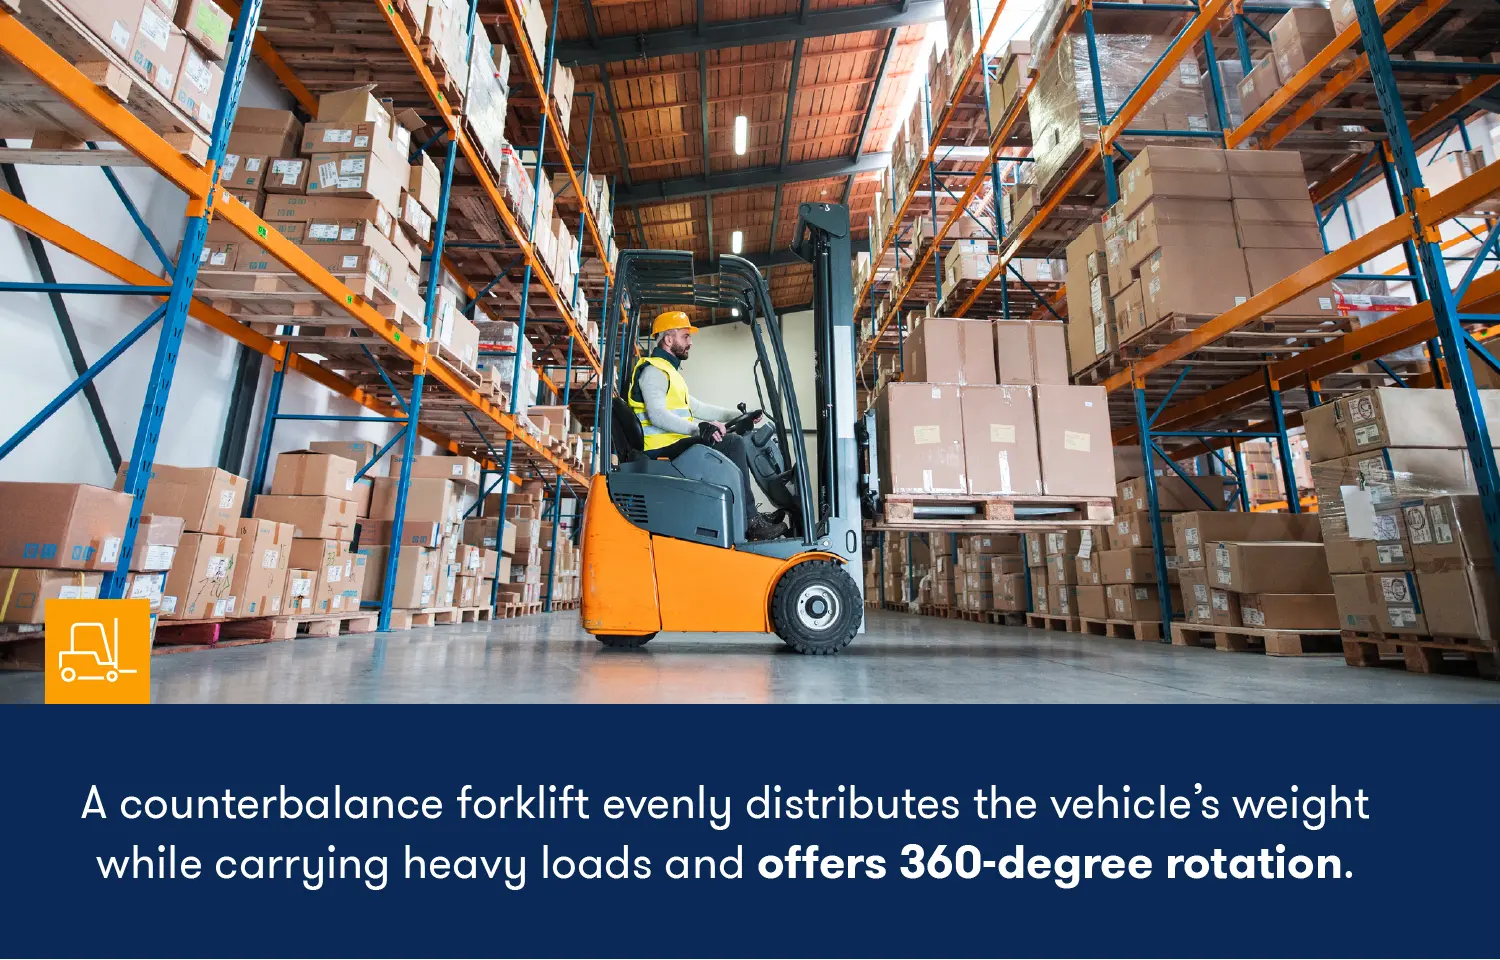 A counterbalance forklift evenly distributes the vehicle’s weight
while carrying heavy loads and offers 360-degree rotation.